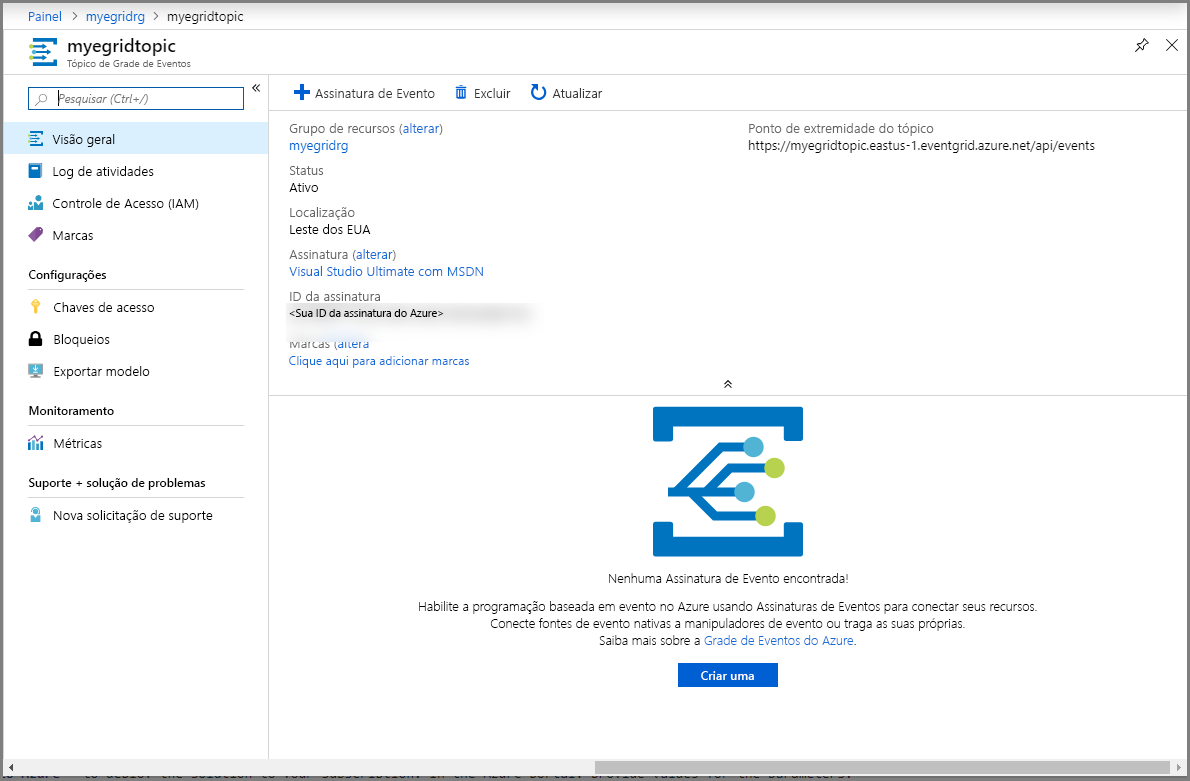 Painel > myegridrg > myegridtopic
myegridtopic
Tópico de Grade de Eventos
Pesquisar (Ctrl+/)
«
Visão geral
Log de atividades
Controle de Acesso (IAM)
Marcas
Configurações
Chaves de acesso
Bloqueios
Exportar modelo
Monitoramento
Métricas
Suporte + solução de problemas
Nova solicitação de suporte
Assinatura de Evento Excluir Atualizar
Grupo de recursos (alterar)
myegridrg
Status
Ativo
Localização
Leste dos EUA
Assinatura (alterar)
Visual Studio Ultimate com MSDN
ID da assinatura
<Sua ID da assinatura do Azure>
Marcas (altera
Clique aqui para adicionar marcas
Ponto de extremidade do tópico
https://myegridtopic.eastus-1.eventgrid.azure.net/api/events
Nenhuma Assinatura de Evento encontrada!
Habilite a programação baseada em evento no Azure usando Assinaturas de Eventos para conectar seus recursos.
Conecte fontes de evento nativas a manipuladores de evento ou traga as suas próprias.
Saiba mais sobre a Grade de Eventos do Azure.
Criar uma